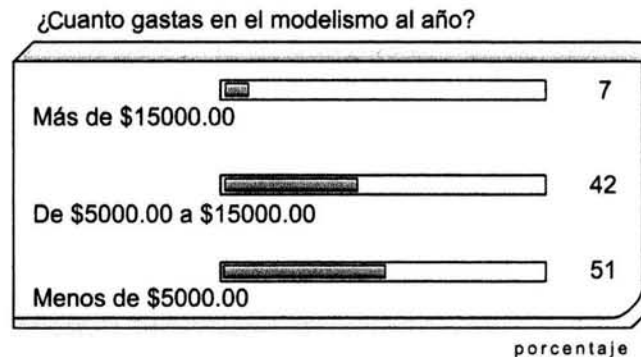 ¿Cuanto gastas en el modelismo al año?
7
Más de $15000.00
42
De $5000.00 a $15000.00
51
Menos de $5000.00
porcentaje